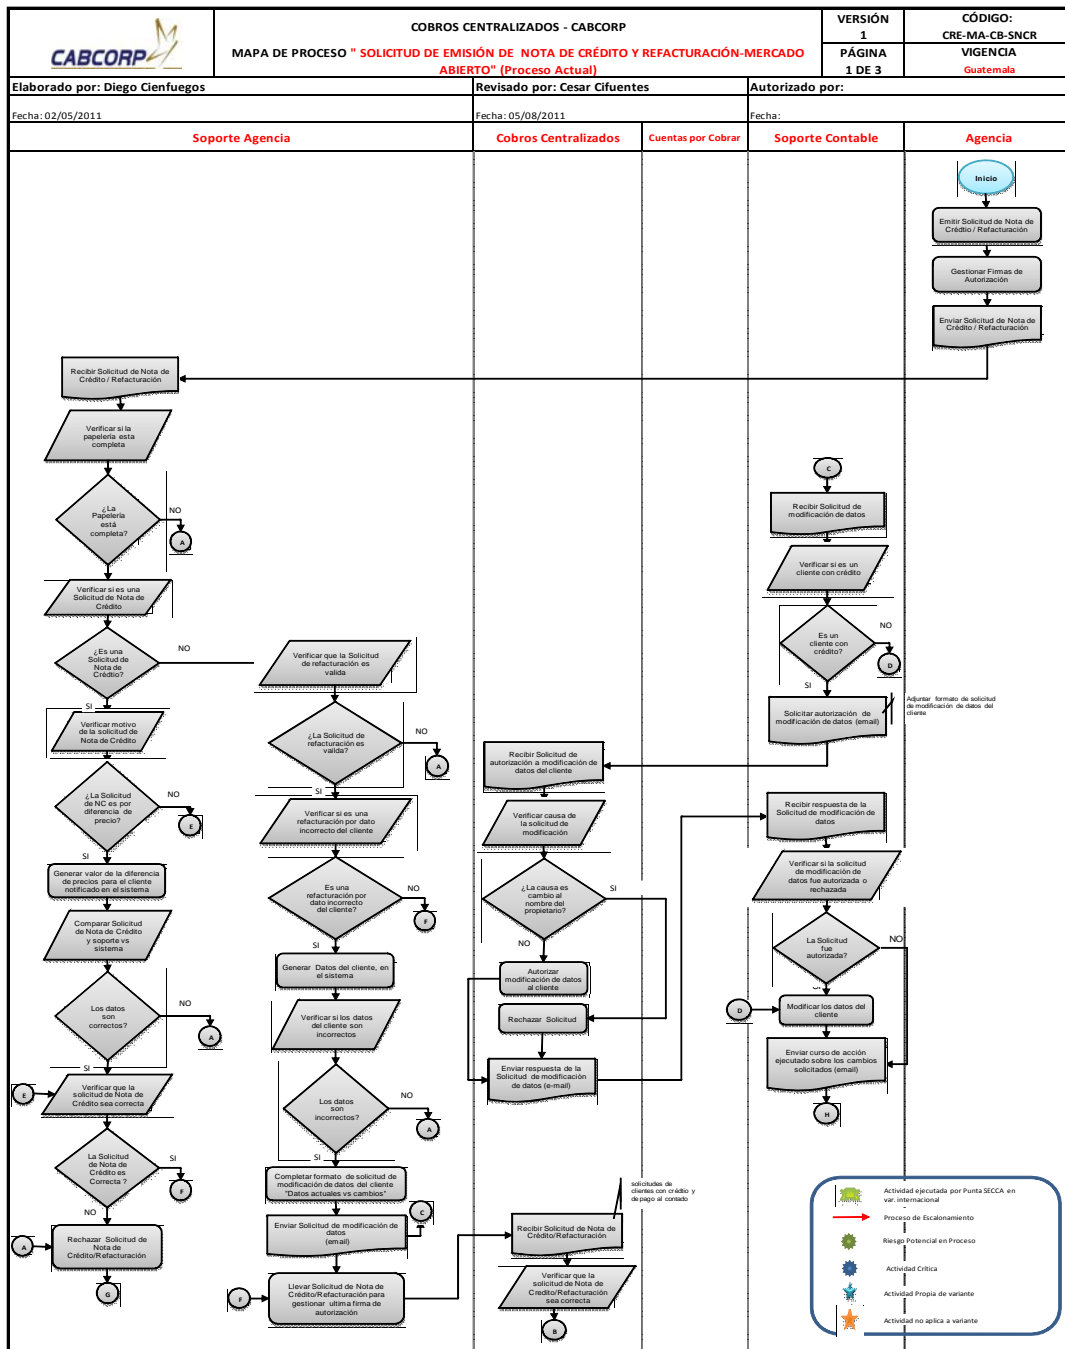 CABCORP
COBROS CENTRALIZADOS - CABCORP
MAPA DE PROCESO " SOLICITUD DE EMISIÓN DE NOTA DE CRÉDITO Y REFACTURACIÓN-MERCADO
ABIERTO" (Proceso Actual)
VERSIÓN
1
CÓDIGO:
CRE-MA-CB-SNCR
PÁGINA
1 DE 3
VIGENCIA
Guatemala
Elaborado por: Diego Cienfuegos
Revisado por: Cesar Cifuentes
Autorizado por:
Fecha: 02/05/2011
Fecha: 05/08/2011
Fecha:
Soporte Agencia
Cobros Centralizados
Cuentas por Cobrar
Soporte Contable
Agencia
Inicio
Emitir Solicitud de Nota de
Crédtio / Refacturación
Gestionar Firmas de
Autorización
Enviar Solicitud de Nota de
Crédito / Refacturación
Recibir Solicitud de Nota de
Crédito / Refacturación
Verificar si la
papelería esta
completa
¿La
Papelería
está
completa?
NO
A
Verificar si es una
Solicitud de Nota de
Crédito
¿Es una
Solicitud de
Nota de
Crédtio?
NO
SI
Verificar motivo
de la solicitud de
Nota de Crédito
¿La Solicitud
de NC es por
diferencia de
precio?
NO
E
SI
Generar valor de la diferencia
de precios para el cliente
notificado en el sistema
Comparar Solicitud
de Nota de Crédito
y soporte vs
sistema
Los datos
son
correctos?
NO
A
SI
E
Verificar que la
solicitud de Nota de
Crédito sea correcta
La Solicitud
de Nota de
Crédito es
Correcta ?
SI
F
NO
A
Rechazar Solicitud de
Nota de
Crédito/Refacturación
G
Verificar que la Solicitud
de refacturación es
valida
¿La Solicitud de
refacturación es
vailda?
NO
A
SI
Verificar si es una
refacturación por dato
incorrecto del cliente
Es una
refacturación por
dato incorrecto
del cliente?
NO
F
SI
Generar Datos del cliente, en
el sistema
Verificar si los datos
del cliente son
incorrectos
Los datos
son
incorrectos?
NO
A
SI
Completar formato de solicitud de
modificación de datos del cliente
"Datos actuales vs cambios"
C
Enviar Solicitud de modificación de
datos
(email)
F
Llevar Solicitud de Nota de
Crédito/Refacturación para
gestionar ultima firma de
autorización
Recibir Solicitud de
autorización a modificación de
datos del cliente
Verificar causa de
la solicitud de
modificación
¿La causa es
cambio al
nombre del
propietario?
SI
NO
Autorizar
modificación de datos
al cliente
Rechazar Solicitud
Enviar respuesta de la
Solicitud de modificación
de datos (e-mail)
solicitudes de
clientes con crédito y
de pago al contado
Recibir Solicitud de Nota de
Crédito/Refacturación
Verificar que la
solicitud de Nota de
Credito/Refacturación
sea correcta
B
C
Recibir Solicitud de
modificación de datos
Verificar si es un
cliente con crédito
Es un
cliente con
crédito?
NO
D
SI
Solicitar autorización de
modificación de datos (email)
Adjuntar formato de solicitud
de modificación de datos del
cliente
Recibir respuesta de la
Solicitud de modificación de
datos
Verificar si la solicitud
de modificación de
datos fue autorizada o
rechazada
La Solicitud
fue
autorizada?
NO
D
Modificar los datos del
cliente
Enviar curso de acción
ejecutado sobre los cambios
solicitados (email)
H
Actividad ejecutada por Punta SECCA en
var. internacional
Proceso de Escalonamiento
Riesgo Potencial en Proceso
Actividad Crítica
Actividad Propia de variante
Actividad no aplica a variante